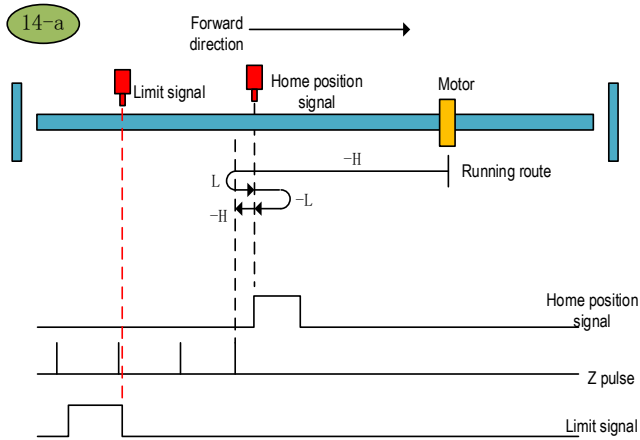 14-a
Forward
direction
Limit signal
Home position
signal
Motor
-H
Running route
L
-L
-H
Home position
signal
Z pulse
Limit signal